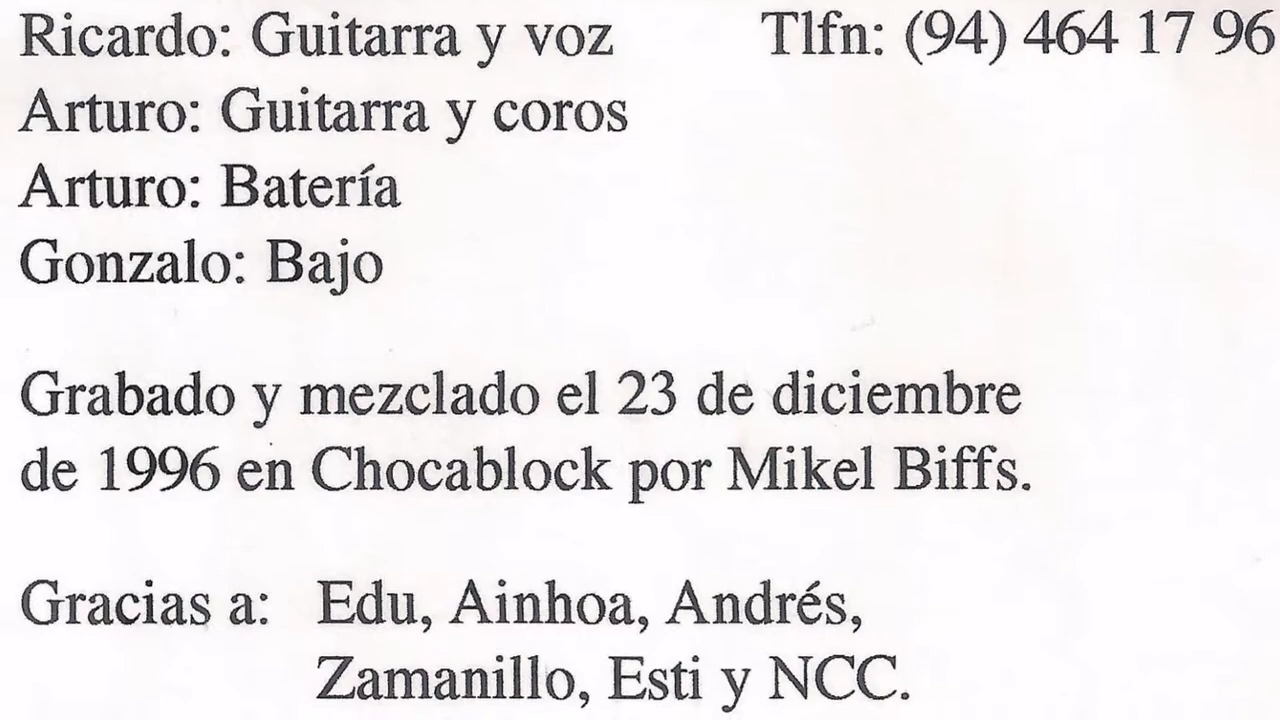 Ricardo: Guitarra y voz Tlfn: (94) 464 17 96
Arturo: Guitarra y coros
Arturo: Batería
Gonzalo: Bajo
Grabado y mezclado el 23 de diciembre
de 1996 en Chocablock por Mikel Biffs.
Gracias a: Edu, Ainhoa, Andrés,
Zamanillo, Esti y NCC.